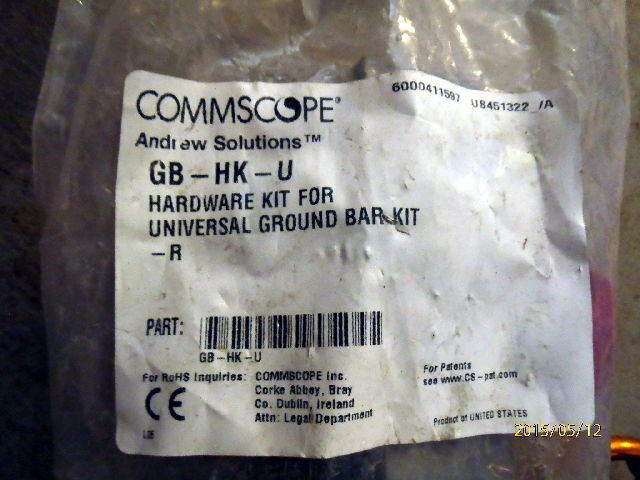 6000411597 U8451322 /A
COMMSCOPE®
Andrew Solutions™
GB-HK-U
HARDWARE KIT FOR
UNIVERSAL GROUND BAR KIT
-R
PART:
GB-HK-U
For RoHS Inquiries: COMMSCOPE Inc.
Corke Abbey, Bray
Co. Dublin, Ireland
Attn: Legal Department
For Patents
see www.cs-pat.com
CE
Product of UNITED STATES
2015/05/12